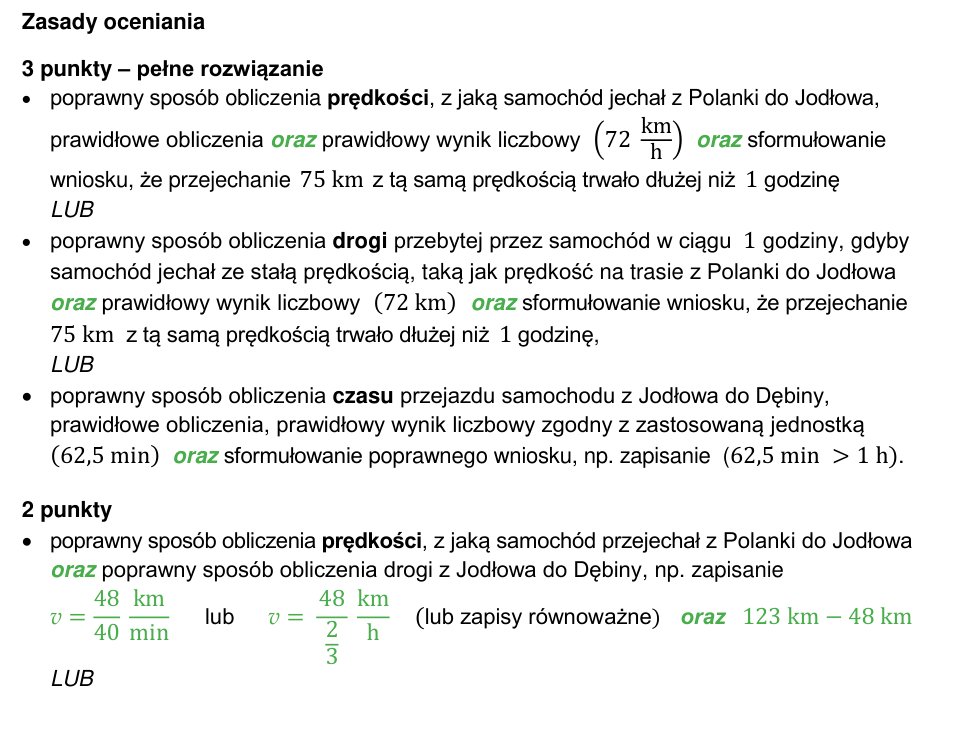 Zasady oceniania
3 punkty – pełne rozwiązanie
• poprawny sposób obliczenia prędkości, z jaką samochód jechał z Polanki do Jodłowa,
prawidłowe obliczenia oraz prawidłowy wynik liczbowy (72 km/h) oraz sformułowanie
wniosku, że przejechanie 75 km z tą samą prędkością trwało dłużej niż 1 godzinę
LUB
• poprawny sposób obliczenia drogi przebytej przez samochód w ciągu 1 godziny, gdyby
samochód jechał ze stałą prędkością, taką jak prędkość na trasie z Polanki do Jodłowa
oraz prawidłowy wynik liczbowy (72 km) oraz sformułowanie wniosku, że przejechanie
75 km z tą samą prędkością trwało dłużej niż 1 godzinę,
LUB
• poprawny sposób obliczenia czasu przejazdu samochodu z Jodłowa do Dębiny,
prawidłowe obliczenia, prawidłowy wynik liczbowy zgodny z zastosowaną jednostką
(62,5 min) oraz sformułowanie poprawnego wniosku, np. zapisanie (62,5 min > 1 h).
2 punkty
• poprawny sposób obliczenia prędkości, z jaką samochód przejechał z Polanki do Jodłowa
oraz poprawny sposób obliczenia drogi z Jodłowa do Dębiny, np. zapisanie
v = 48/40 km/min lub v = 48/(2/3) km/h (lub zapisy równoważne) oraz 123 km − 48 km
LUB